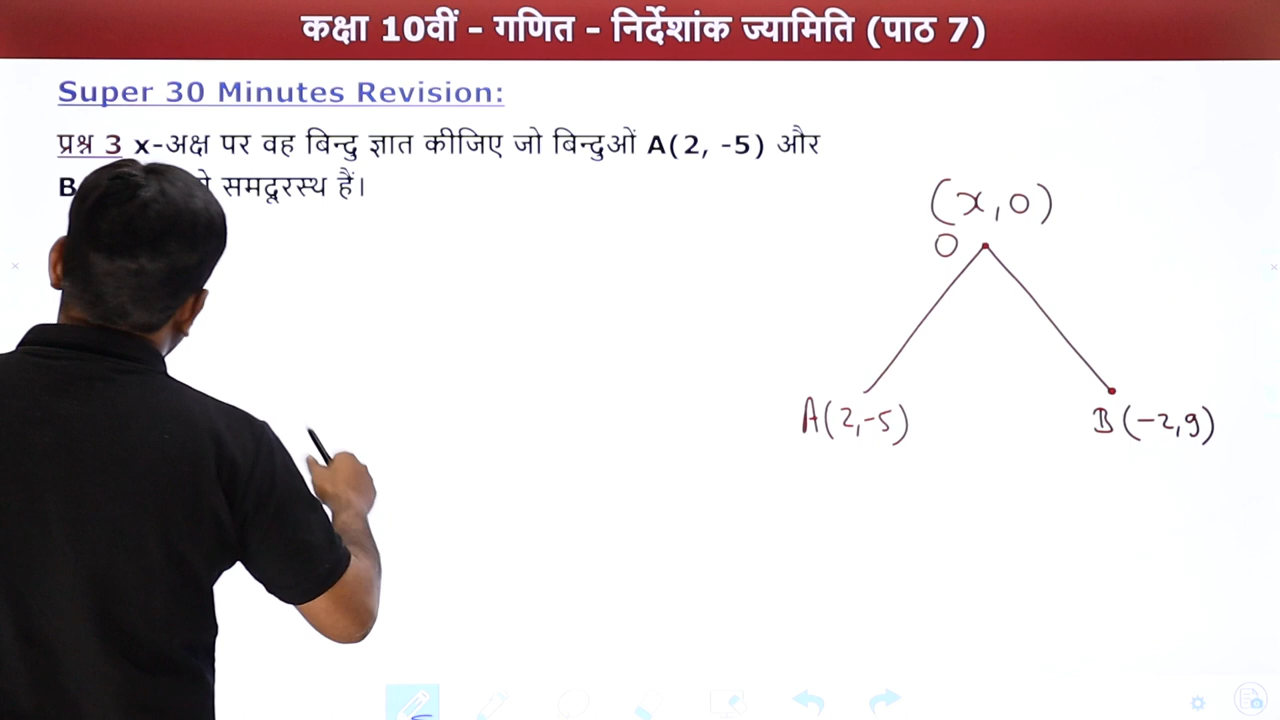 कक्षा 10वीं - गणित - निर्देशांक ज्यामिति (पाठ 7)
Super 30 Minutes Revision:
प्रश्न 3 x-अक्ष पर वह बिन्दु ज्ञात कीजिए जो बिन्दुओं A(2, -5) और
B समदूरस्थ हैं।
(x,0)
O
A(2,-5)
B(-2,9)